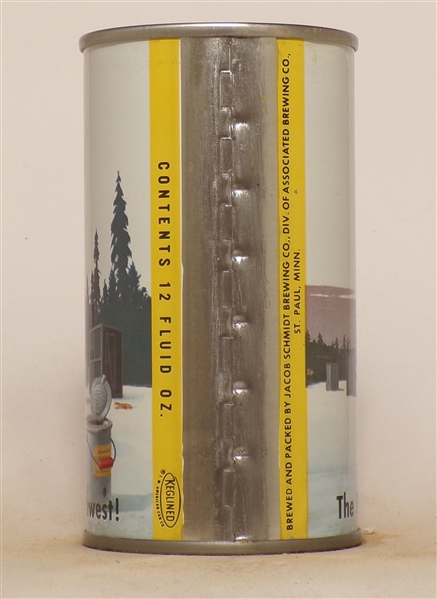 CONTENTS 12 FLUID OZ.
KEGLINED
BREWED AND PACKED BY JACOB SCHMIDT BREWING CO., DIV. OF ASSOCIATED BREWING CO.,
ST. PAUL, MINN.
west!
The